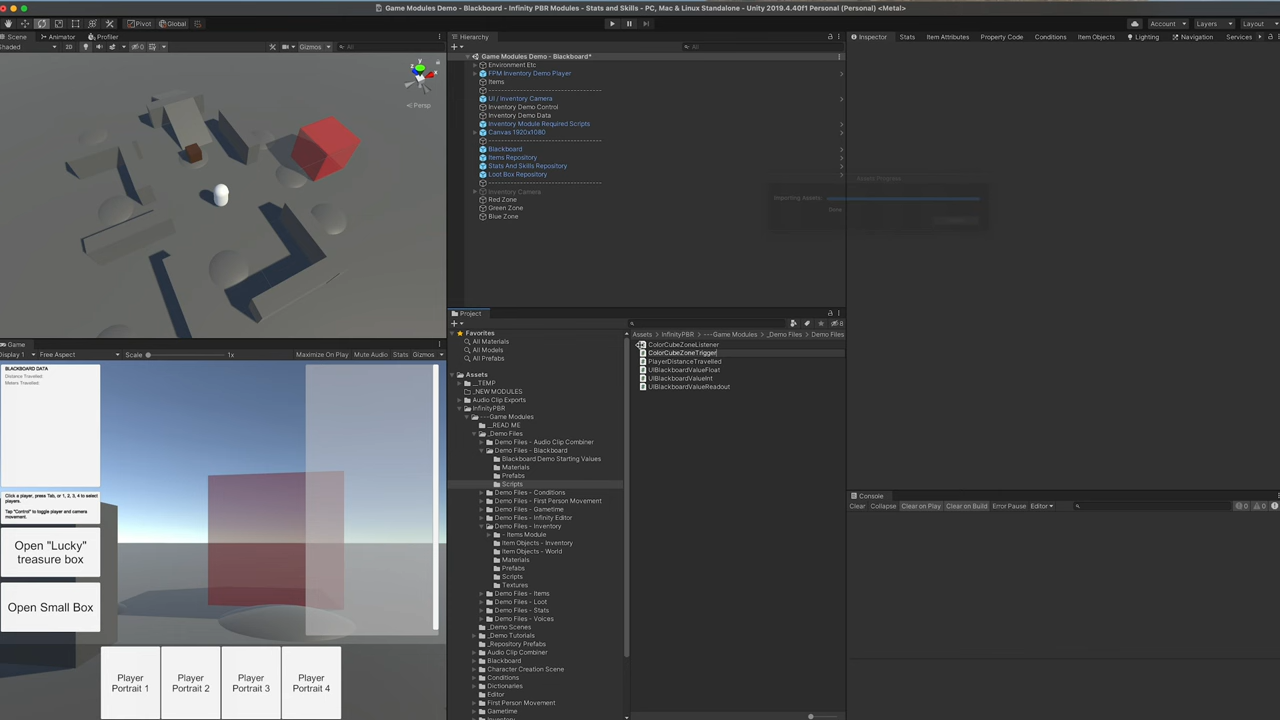 Game Modules Demo - Blackboard - Infinity PBR Modules - Stats and Skills - PC, Mac & Linux Standalone - Unity 2019.4.40f1 Personal (Personal) <Metal>
Pivot Global
Account Layers Layout
Scene Animator Profiler
Shaded 2D 0 Gizmos All
Persp
Game
Display 1 Free Aspect Scale 1x Maximize On Play Mute Audio Stats Gizmos
BLACKBOARD DATA
Distance Travelled:
Meters Travelled:
Click a player, press Tab, or 1, 2, 3, 4 to select
players.
Tap "Control" to toggle player and camera
movement.
Open "Lucky"
treasure box
Open Small Box
Player
Portrait 1
Player
Portrait 2
Player
Portrait 3
Player
Portrait 4
Hierarchy
All
Game Modules Demo - Blackboard*
Environment Etc
FPM Inventory Demo Player
Items
------------------------------------
UI / Inventory Camera
Inventory Demo Control
Inventory Demo Data
Inventory Module Required Scripts
Canvas 1920x1080
------------------------------------
Blackboard
Items Repository
Stats And Skills Repository
Loot Box Repository
------------------------------------
Inventory Camera
Red Zone
Green Zone
Blue Zone
Project
8
Favorites
All Materials
All Models
All Prefabs
Assets
__TEMP
_NEW MODULES
Audio Clip Exports
InfinityPBR
---Game Modules
__READ ME
_Demo Files
Demo Files - Audio Clip Combiner
Demo Files - Blackboard
Blackboard Demo Starting Values
Materials
Prefabs
Scripts
Demo Files - Conditions
Demo Files - First Person Movement
Demo Files - Gametime
Demo Files - Infinity Editor
Demo Files - Inventory
- Items Module
Item Objects - Inventory
Item Objects - World
Materials
Prefabs
Scripts
Textures
Demo Files - Items
Demo Files - Loot
Demo Files - Stats
Demo Files - Voices
_Demo Scenes
_Demo Tutorials
_Repository Prefabs
Audio Clip Combiner
Blackboard
Character Creation Scene
Conditions
Dictionaries
Editor
First Person Movement
Gametime
Inventory
Assets > InfinityPBR > ---Game Modules > _Demo Files > Demo Files
ColorCubeZoneListener
ColorCubeZoneTrigger
PlayerDistanceTravelled
UIBlackboardValueFloat
UIBlackboardValueInt
UIBlackboardValueReadout
Inspector Stats Item Attributes Property Code Conditions Item Objects Lighting Navigation Services
Importing Assets:
Done
Console
Clear Collapse Clear on Play Clear on Build Error Pause Editor 0 0